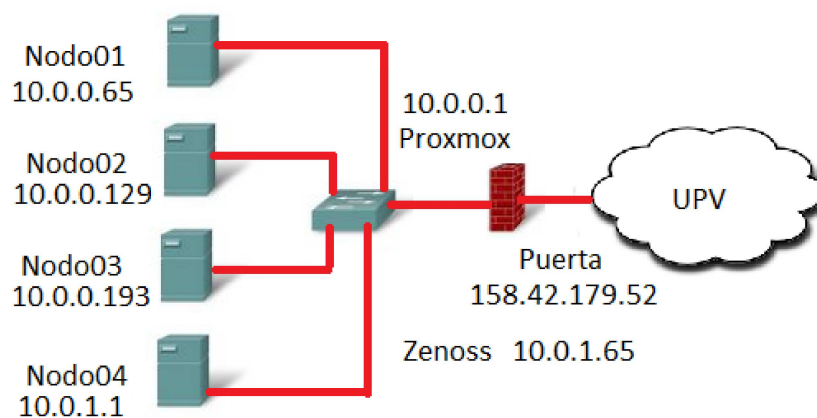 Nodo01
10.0.0.65
Nodo02
10.0.0.129
Nodo03
10.0.0.193
Nodo04
10.0.1.1
10.0.0.1
Proxmox
Puerta
158.42.179.52
Zenoss 10.0.1.65
UPV